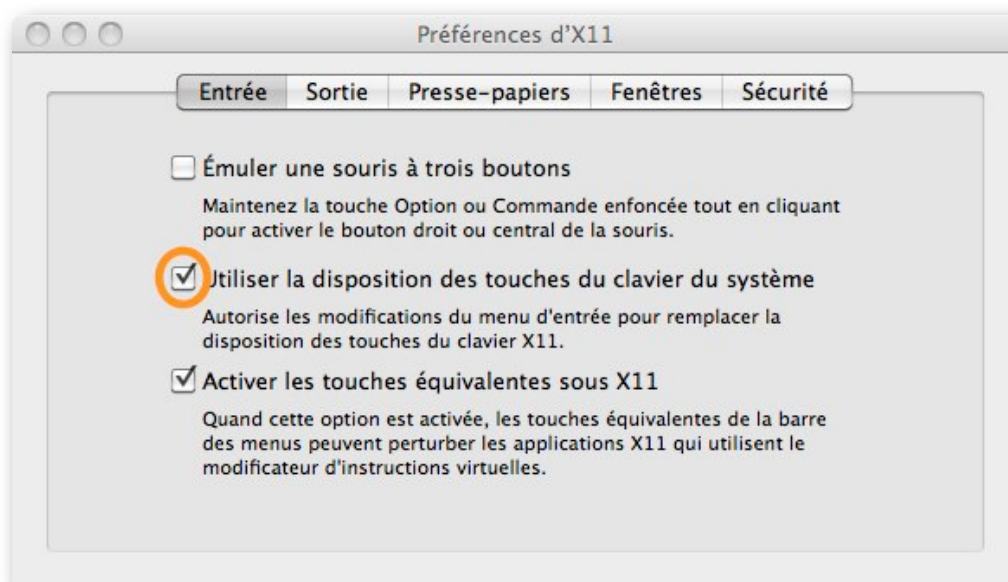 Préférences d'X11
Entrée Sortie Presse-papiers Fenêtres Sécurité
Émuler une souris à trois boutons
Maintenez la touche Option ou Commande enfoncée tout en cliquant
pour activer le bouton droit ou central de la souris.
Utiliser la disposition des touches du clavier du système
Autorise les modifications du menu d'entrée pour remplacer la
disposition des touches du clavier X11.
Activer les touches équivalentes sous X11
Quand cette option est activée, les touches équivalentes de la barre
des menus peuvent perturber les applications X11 qui utilisent le
modificateur d'instructions virtuelles.